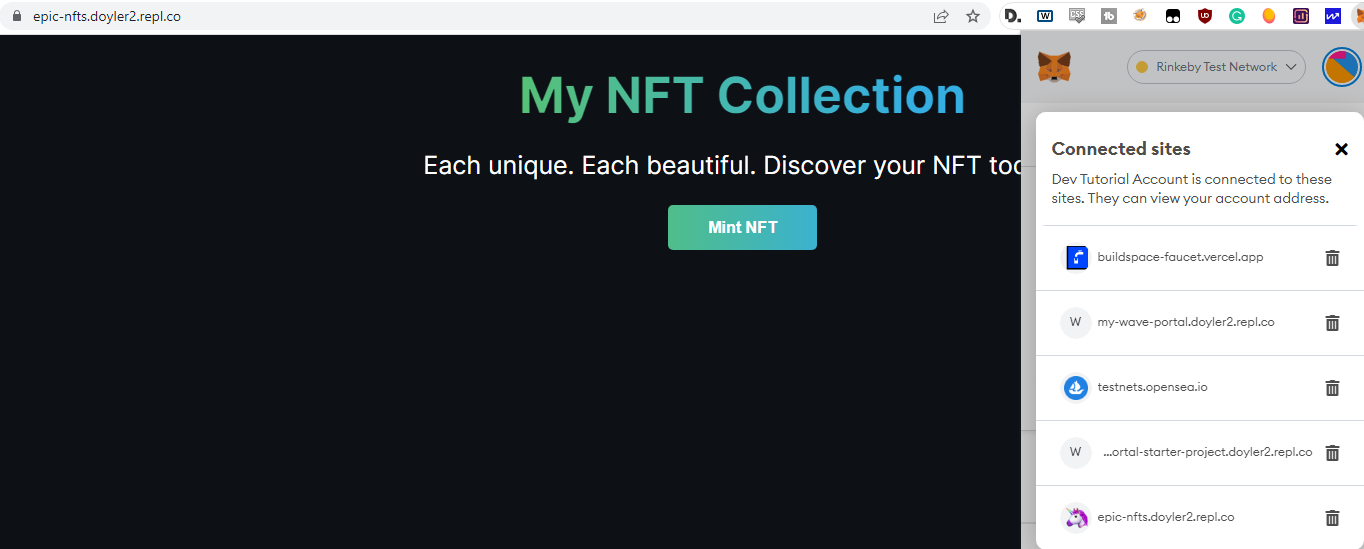 epic-nfts.doyler2.repl.co
D.
W
CSS
1b
UD
G
Rinkeby Test Network
My NFT Collection
Each unique. Each beautiful. Discover your NFT
Mint NFT
Connected sites
Dev Tutorial Account is connected to these
sites. They can view your account address.
buildspace-faucet.vercel.app
W
my-wave-portal.doyler2.repl.co
testnets.opensea.io
W
...ortal-starter-project.doyler2.repl.co
epic-nfts.doyler2.repl.co